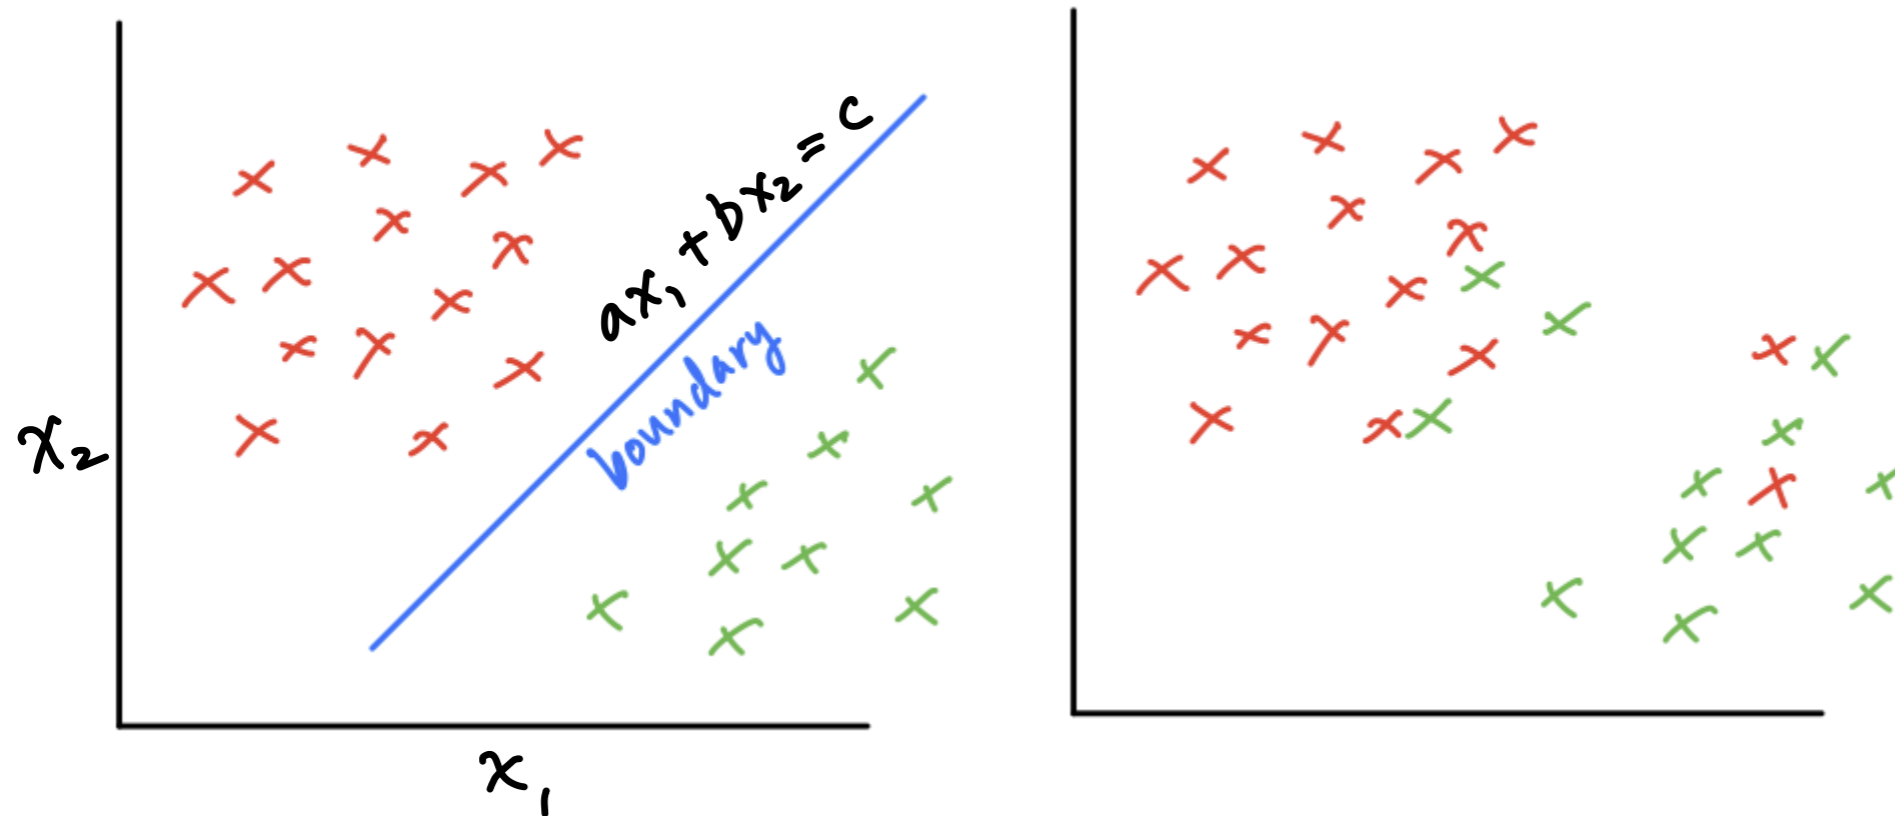 ax₁ + bx₂ = c
boundary
x₂
x₁